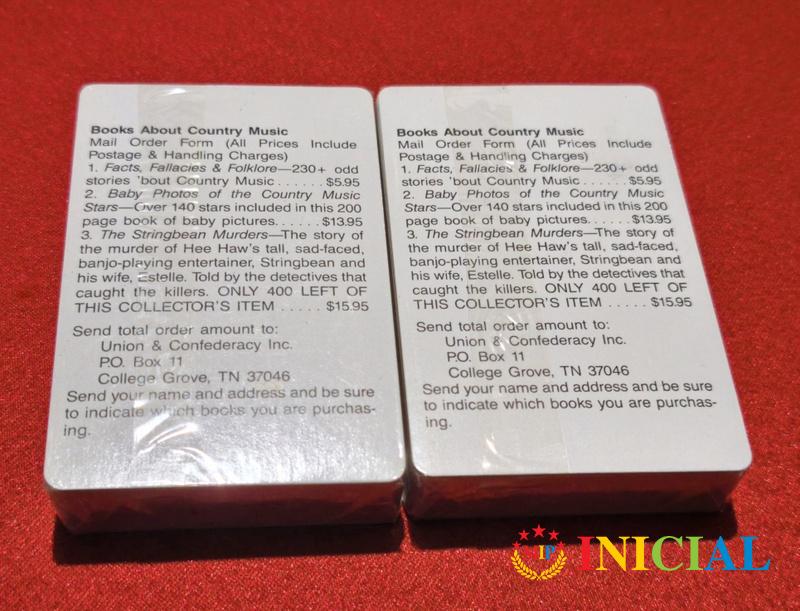 Books About Country Music
Mail Order Form (All Prices Include
Postage & Handling Charges)
1. Facts, Fallacies & Folklore—230+ odd
stories 'bout Country Music . . . . . . $5.95
2. Baby Photos of the Country Music
Stars—Over 140 stars included in this 200
page book of baby pictures. . . . . . $13.95
3. The Stringbean Murders—The story of
the murder of Hee Haw's tall, sad-faced,
banjo-playing entertainer, Stringbean and
his wife, Estelle. Told by the detectives that
caught the killers. ONLY 400 LEFT OF
THIS COLLECTOR'S ITEM . . . . . $15.95
Send total order amount to:
Union & Confederacy Inc.
P.O. Box 11
College Grove, TN 37046
Send your name and address and be sure
to indicate which books you are purchas-
ing.
Books About Country Music
Mail Order Form (All Prices Include
Postage & Handling Charges)
1. Facts, Fallacies & Folklore—230+ odd
stories 'bout Country Music . . . . . . $5.95
2. Baby Photos of the Country Music
Stars—Over 140 stars included in this 200
page book of baby pictures. . . . . . $13.95
3. The Stringbean Murders—The story of
the murder of Hee Haw's tall, sad-faced,
banjo-playing entertainer, Stringbean and
his wife, Estelle. Told by the detectives that
caught the killers. ONLY 400 LEFT OF
THIS COLLECTOR'S ITEM . . . . . $15.95
Send total order amount to:
Union & Confederacy Inc.
P.O. Box 11
College Grove, TN 37046
Send your name and address and be sure
to indicate which books you are purchas-
ing.
VIP INICIAL